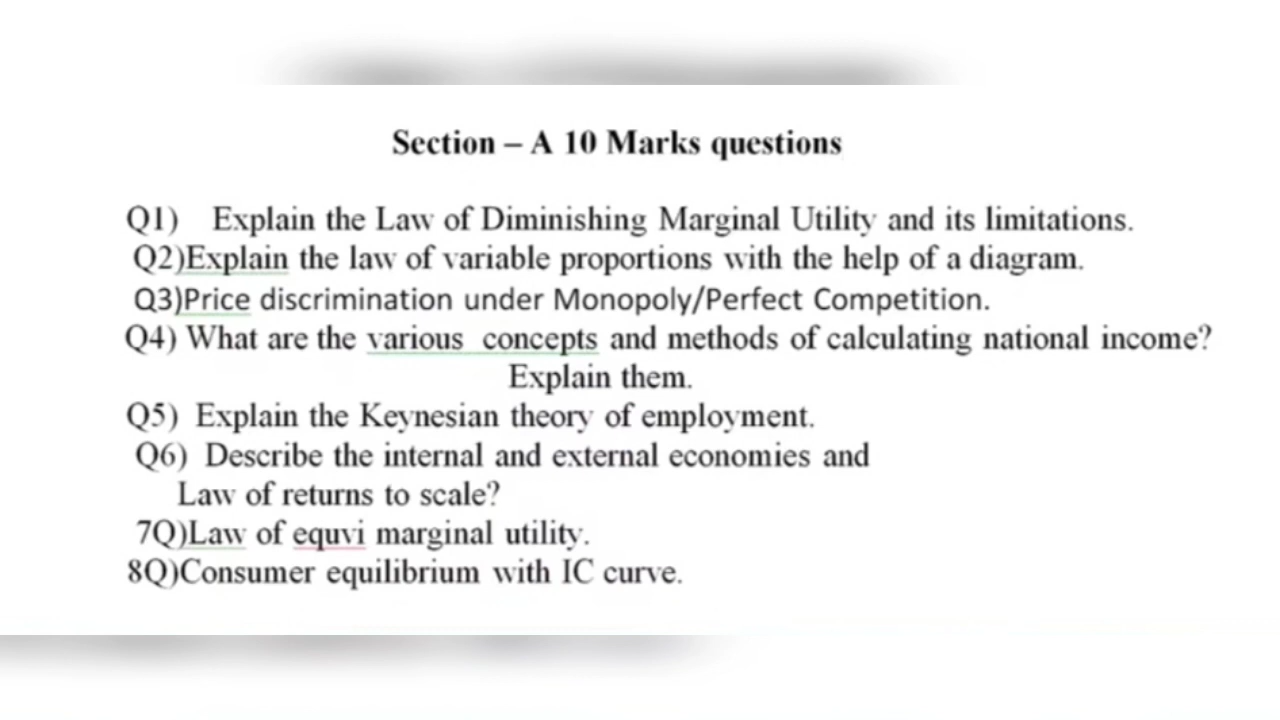 Section – A 10 Marks questions
Q1) Explain the Law of Diminishing Marginal Utility and its limitations.
Q2)Explain the law of variable proportions with the help of a diagram.
Q3)Price discrimination under Monopoly/Perfect Competition.
Q4) What are the various concepts and methods of calculating national income?
Explain them.
Q5) Explain the Keynesian theory of employment.
Q6) Describe the internal and external economies and
Law of returns to scale?
7Q)Law of equvi marginal utility.
8Q)Consumer equilibrium with IC curve.